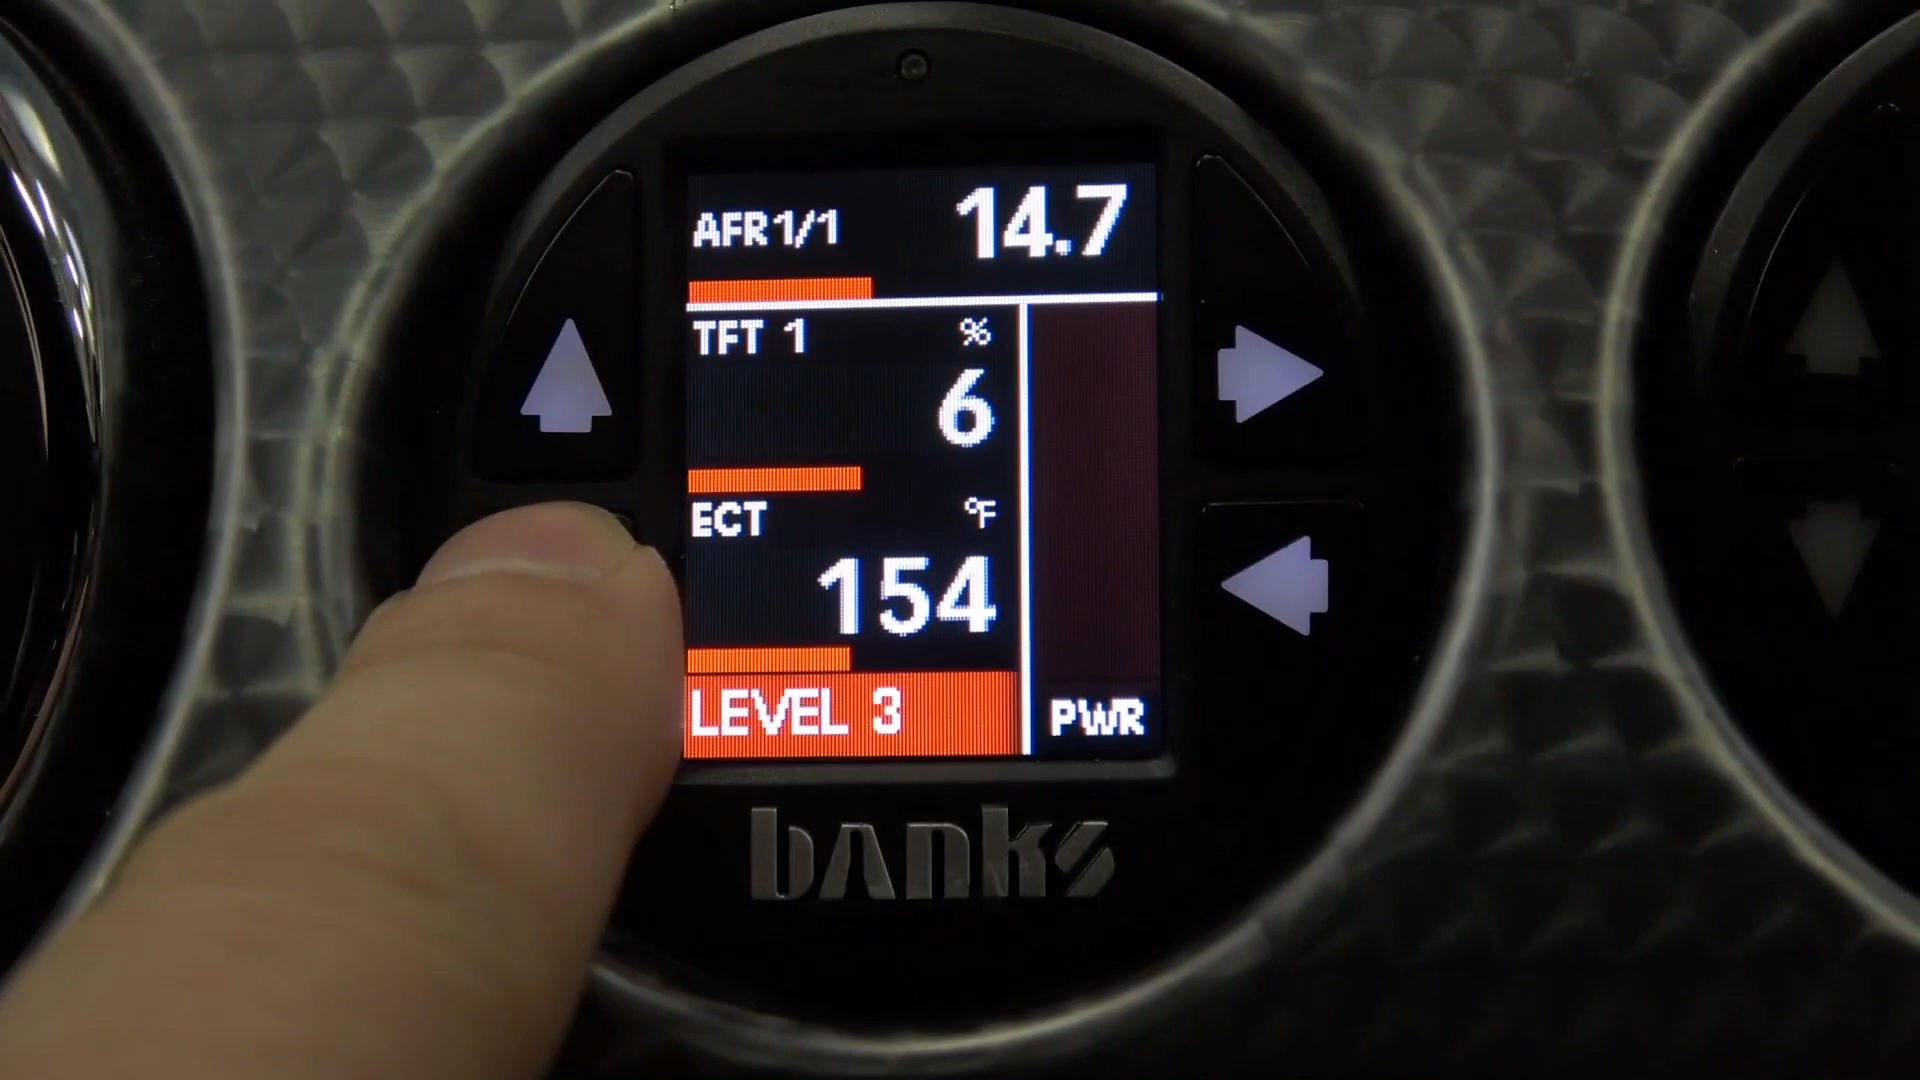 AFR1/1 14.7
TFT 1 %
6
ECT °F
154
LEVEL 3
PWR
banks